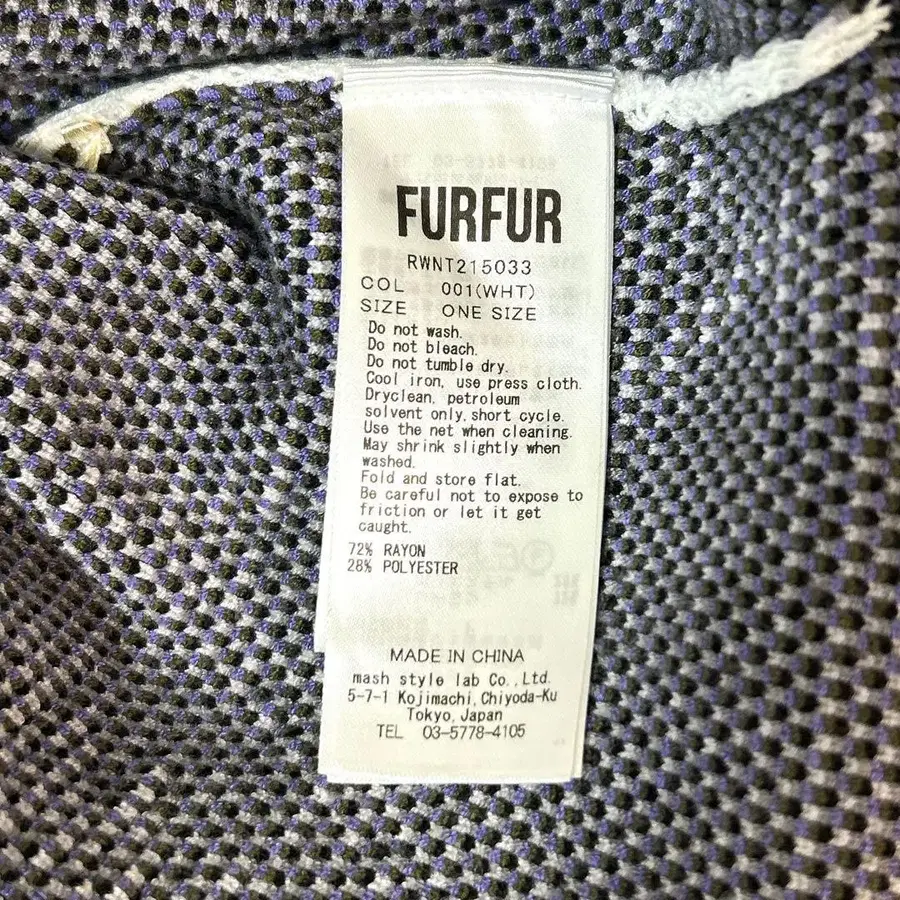 FURFUR
RWNT215033
COL 001(WHT)
SIZE ONE SIZE
Do not wash.
Do not bleach.
Do not tumble dry.
Cool iron, use press cloth.
Dryclean, petroleum
solvent only, short cycle.
Use the net when cleaning.
May shrink slightly when
washed.
Fold and store flat.
Be careful not to expose to
friction or let it get
caught.
72% RAYON
28% POLYESTER
MADE IN CHINA
mash style lab Co.,Ltd.
5-7-1 Kojimachi,Chiyoda-Ku
Tokyo,Japan
TEL 03-5778-4105